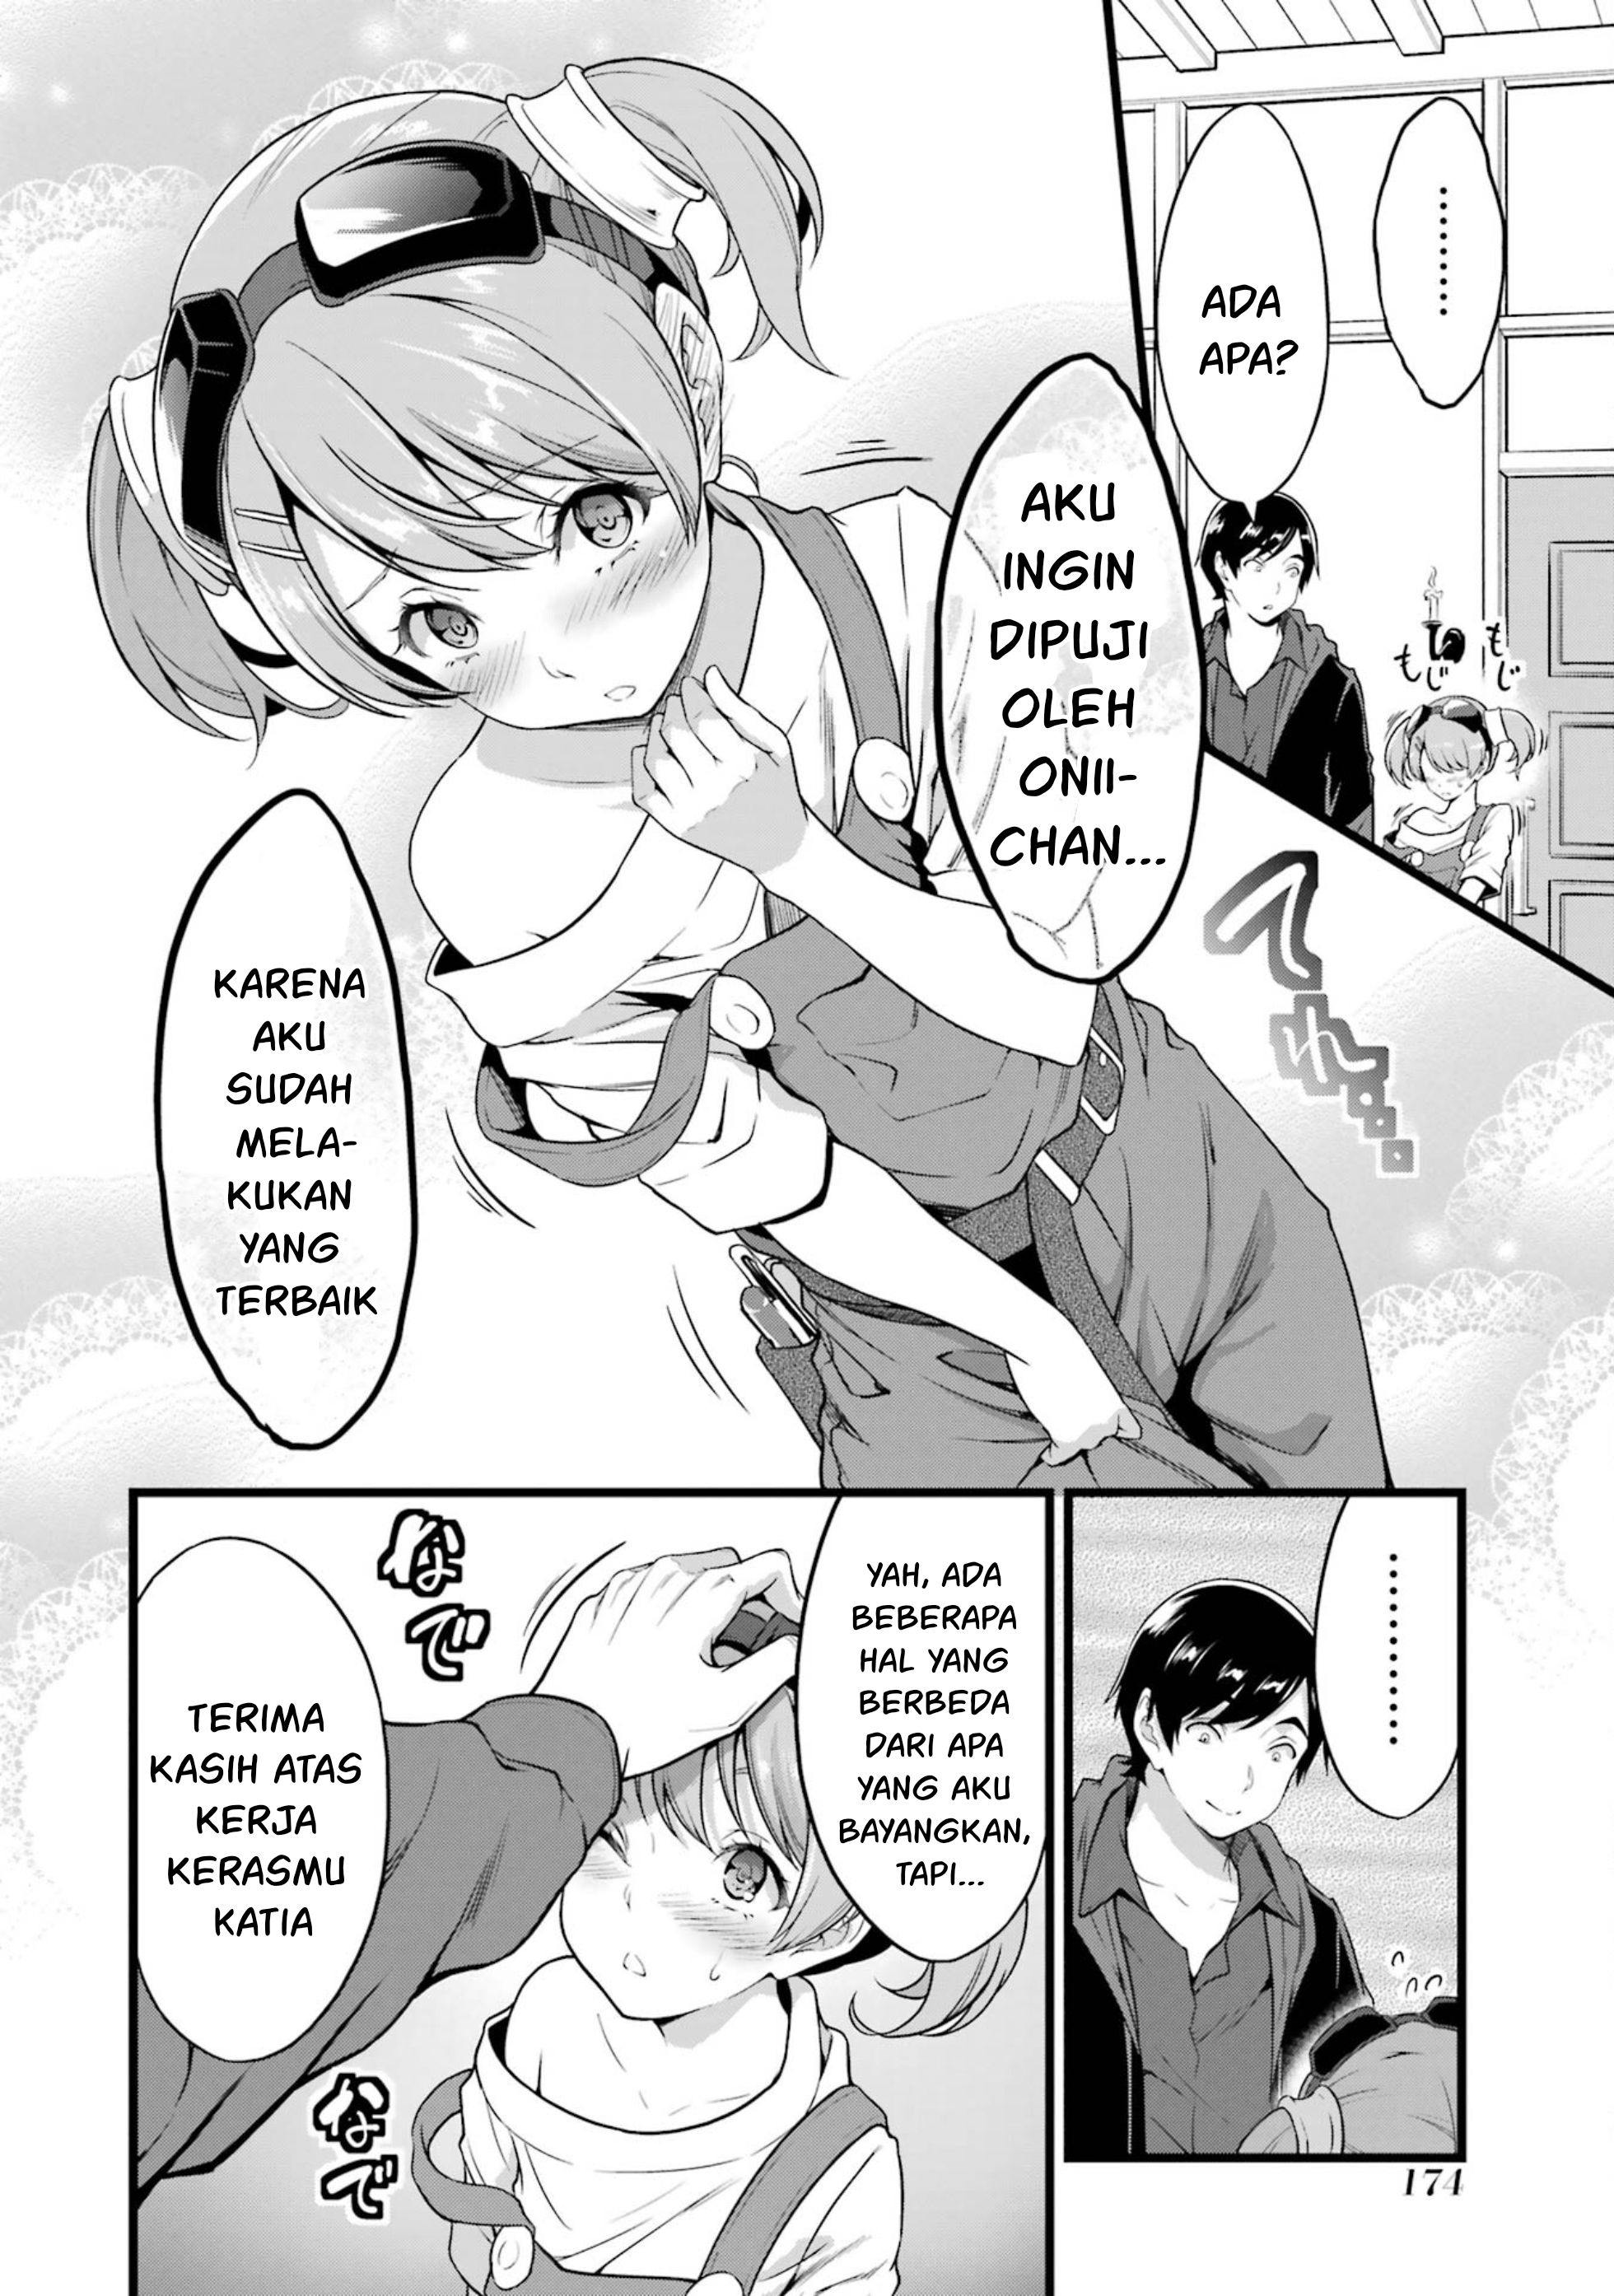 .........
ADA
APA?
もじ
もじ
AKU
INGIN
DIPUJI
OLEH
ONII-
CHAN...
てれ...
KARENA
AKU
SUDAH
MELA-
KUKAN
YANG
TERBAIK
..........
YAH, ADA
BEBERAPA
HAL YANG
BERBEDA
DARI APA
YANG AKU
BAYANGKAN,
TAPI...
なで
TERIMA
KASIH ATAS
KERJA
KERASMU
KATIA
なで
174